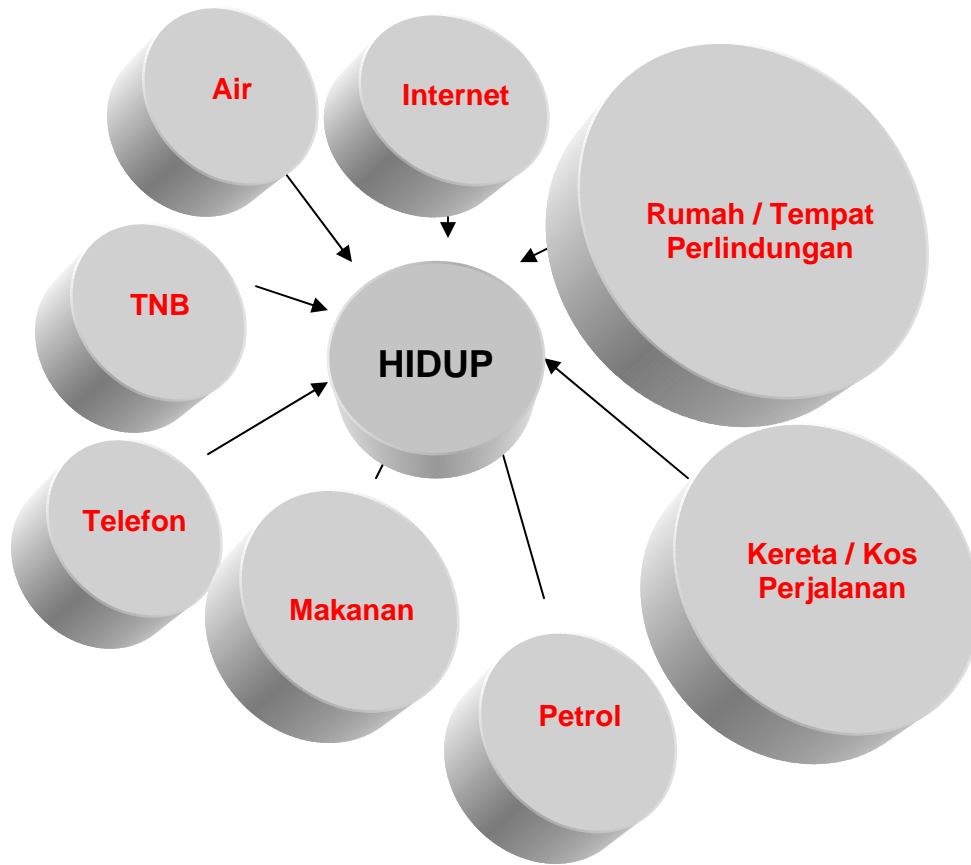 Air
Internet
Rumah / Tempat
Perlindungan
TNB
HIDUP
Telefon
Makanan
Kereta / Kos
Perjalanan
Petrol